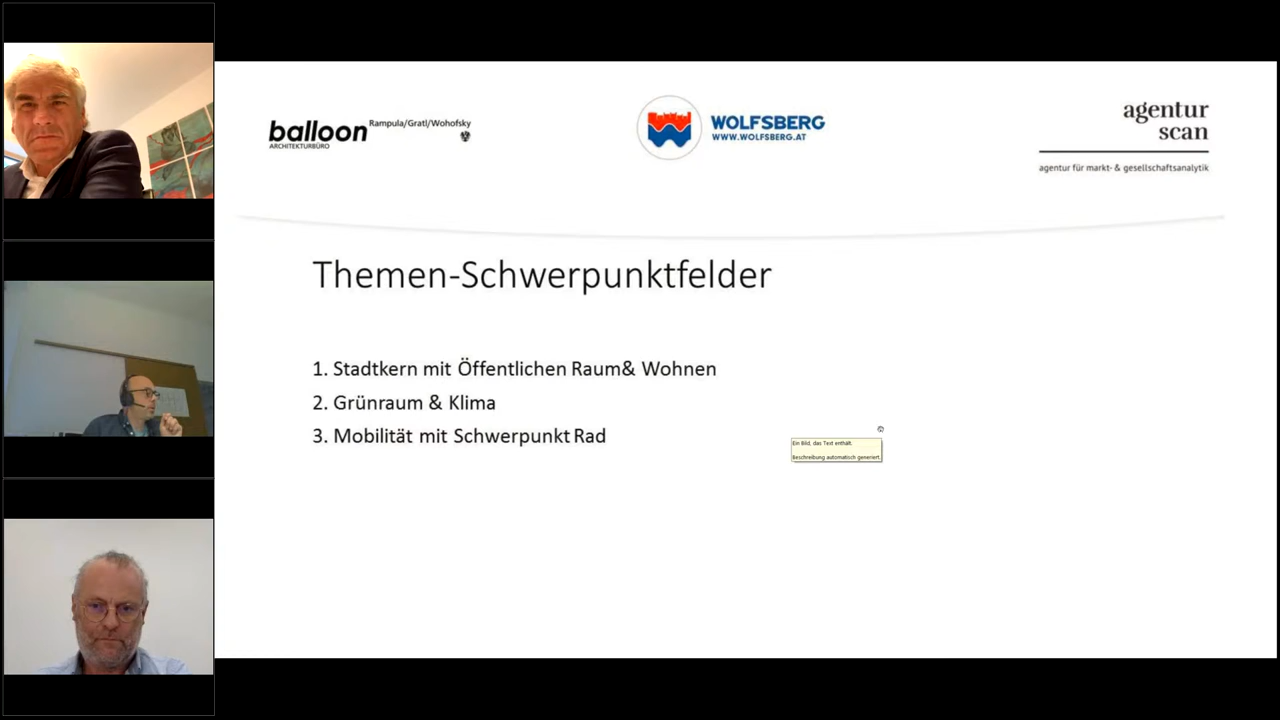 balloon Rampula/Gratl/Wohofsky
ARCHITEKTURBÜRO
WOLFSBERG
WWW.WOLFSBERG.AT
agentur
scan
agentur für markt- & gesellschaftsanalytik
Themen-Schwerpunktfelder
1. Stadtkern mit Öffentlichen Raum& Wohnen
2. Grünraum & Klima
3. Mobilität mit Schwerpunkt Rad
Ein Bild, das Text enthält.
Beschreibung automatisch generiert.